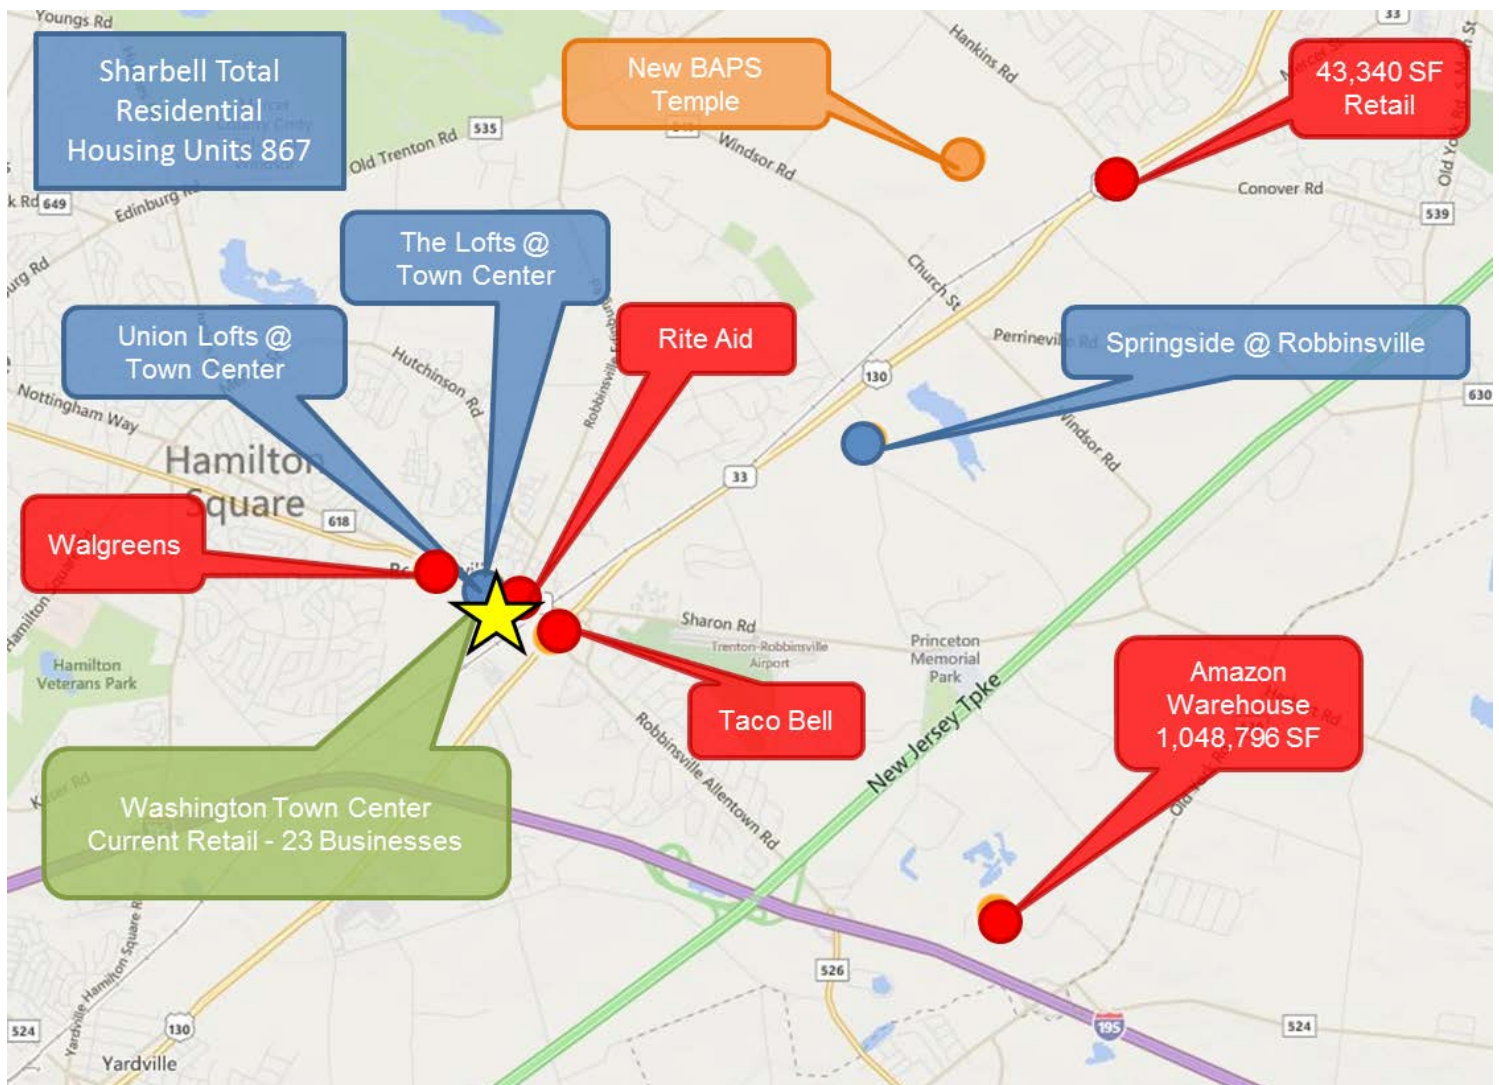 Youngs Rd
33
Sharbell Total
Residential
Housing Units 867
New BAPS
Temple
Hankins Rd
43,340 SF
Retail
535
Old Trenton Rd
Windsor Rd
Conover Rd
Old York Rd
539
k Rd 649
Edinburg Rd
The Lofts @
Town Center
Church St
Union Lofts @
Town Center
Rite Aid
Perrineville Rd
Springside @ Robbinsville
Hutchinson Rd
130
630
Nottingham Way
Windsor Rd
Hamilton
Square
33
618
Walgreens
Sharon Rd
Trenton-Robbinsville
Airport
Princeton
Memorial
Park
Hamilton
Veterans Park
Amazon
Warehouse
1,048,796 SF
Taco Bell
New Jersey Tpke
Robbinsville Allentown Rd
Washington Town Center
Current Retail - 23 Businesses
Yardville Hamilton Square R
526
524
130
195
524
Yardville